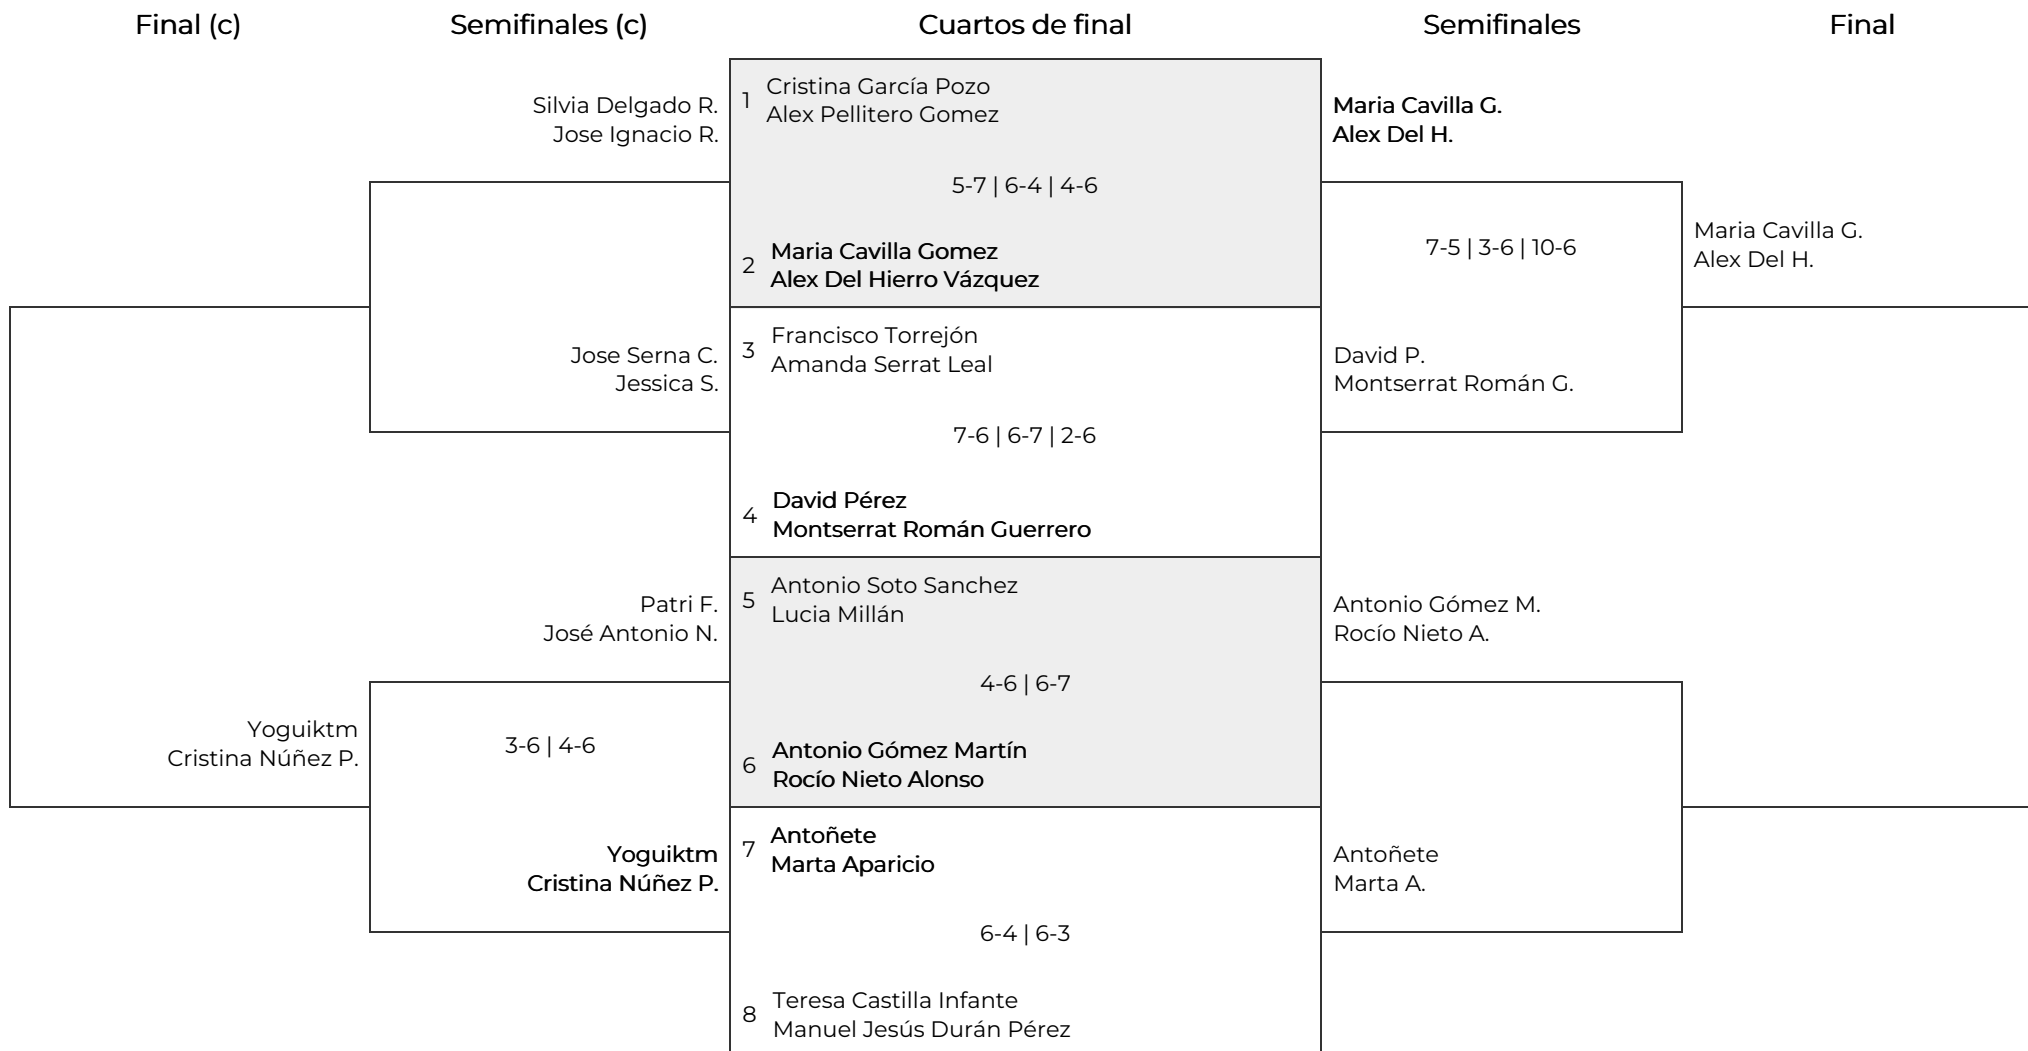 Final (c)
Semifinales (c)
Cuartos de final
Semifinales
Final
Silvia Delgado R.
Jose Ignacio R.
Jose Serna C.
Jessica S.
Patri F.
José Antonio N.
Yoguiktm
Cristina Núñez P.
3-6 | 4-6
Yoguiktm
Cristina Núñez P.
1
Cristina García Pozo
Alex Pellitero Gomez
5-7 | 6-4 | 4-6
2
Maria Cavilla Gomez
Alex Del Hierro Vázquez
3
Francisco Torrejón
Amanda Serrat Leal
7-6 | 6-7 | 2-6
4
David Pérez
Montserrat Román Guerrero
5
Antonio Soto Sanchez
Lucia Millán
4-6 | 6-7
6
Antonio Gómez Martín
Rocío Nieto Alonso
7
Antoñete
Marta Aparicio
6-4 | 6-3
8
Teresa Castilla Infante
Manuel Jesús Durán Pérez
Maria Cavilla G.
Alex Del H.
7-5 | 3-6 | 10-6
David P.
Montserrat Román G.
Antonio Gómez M.
Rocío Nieto A.
Antoñete
Marta A.
Maria Cavilla G.
Alex Del H.